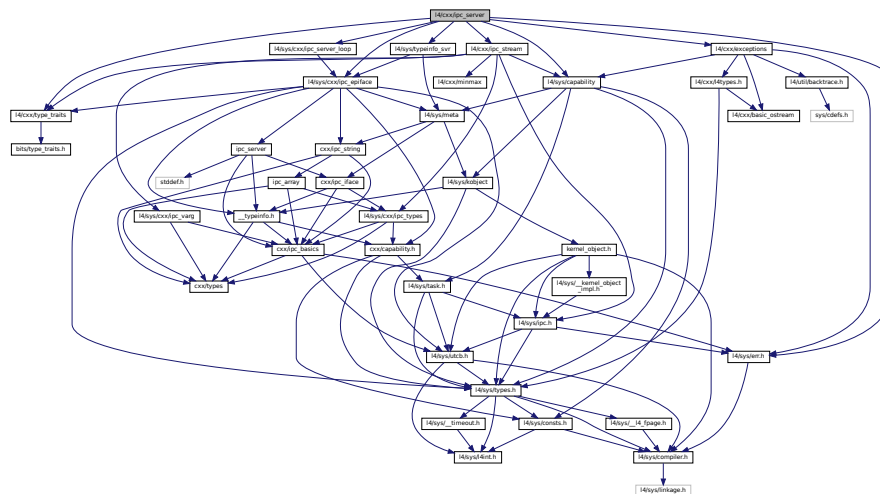 l4/cxx/ipc_server
l4/sys/cxx/ipc_server_loop
l4/sys/typeinfo_svr
l4/cxx/ipc_stream
l4/cxx/exceptions
l4/sys/cxx/ipc_epiface
l4/cxx/minmax
l4/sys/capability
l4/cxx/l4types.h
l4/util/backtrace.h
l4/cxx/type_traits
l4/sys/meta
l4/cxx/basic_ostream
sys/cdefs.h
bits/type_traits.h
ipc_server
cxx/ipc_string
stddef.h
ipc_array
cxx/ipc_iface
l4/sys/kobject
l4/sys/cxx/ipc_varg
__typeinfo.h
l4/sys/cxx/ipc_types
cxx/ipc_basics
cxx/capability.h
kernel_object.h
cxx/types
l4/sys/task.h
l4/sys/__kernel_object
_impl.h
l4/sys/ipc.h
l4/sys/utcb.h
l4/sys/err.h
l4/sys/types.h
l4/sys/__timeout.h
l4/sys/consts.h
l4/sys/__l4_fpage.h
l4/sys/l4int.h
l4/sys/compiler.h
l4/sys/linkage.h